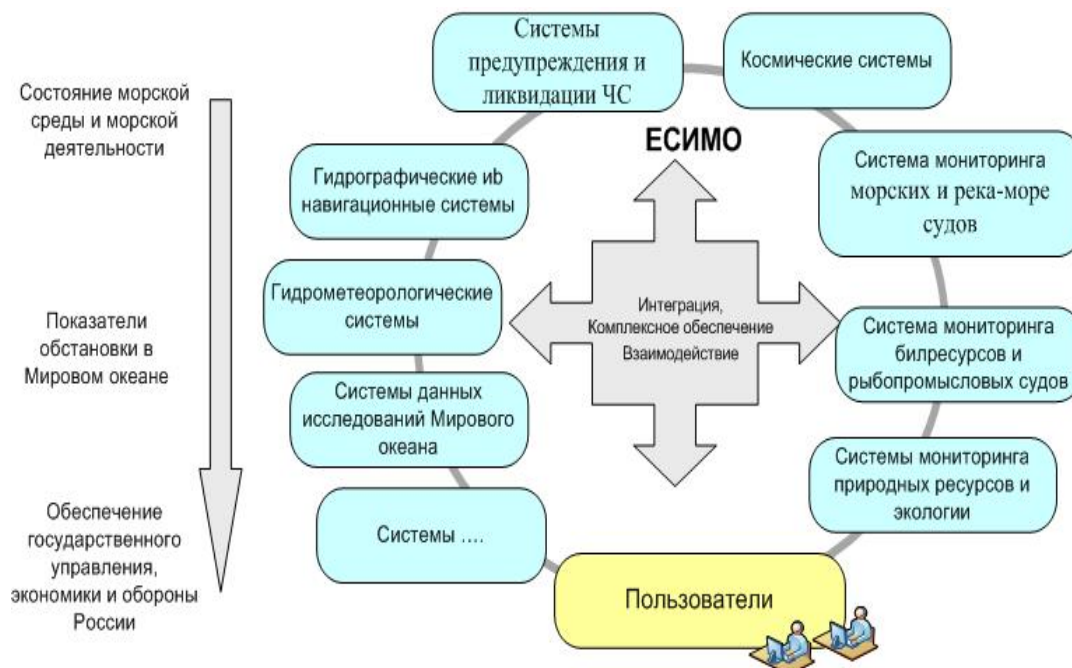 Системы
предупреждения и
ликвидации ЧС
Космические системы
Состояние морской
среды и морской
деятельности
ЕСИМО
Гидрографические иb
навигационные системы
Система мониторинга
морских и река-море
судов
Гидрометеорологические
системы
Интеграция,
Комплексное обеспечение
Взаимодействие
Показатели
обстановки в
Мировом океане
Система мониторинга
билресурсов и
рыбопромысловых судов
Системы данных
исследований Мирового
океана
Системы мониторинга
природных ресурсов и
экологии
Обеспечение
государственного
управления,
экономики и обороны
России
Системы ....
Пользователи